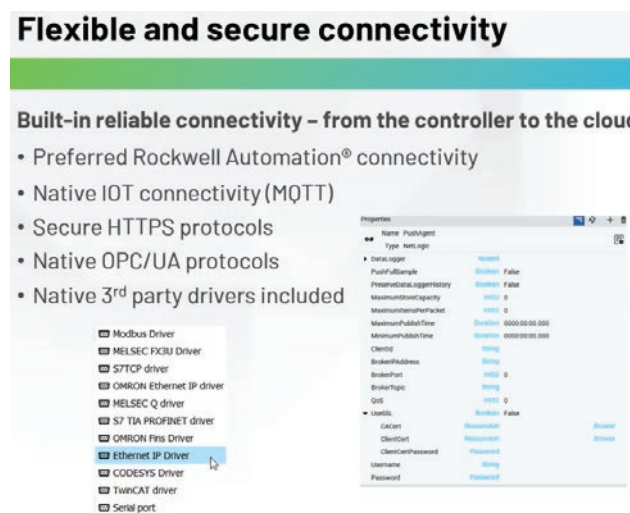 Flexible and secure connectivity
Built-in reliable connectivity – from the controller to the cloud
• Preferred Rockwell Automation® connectivity
• Native IOT connectivity (MQTT)
• Secure HTTPS protocols
• Native OPC/UA protocols
• Native 3rd party drivers included
Modbus Driver
MELSEC FX3U Driver
S7TCP driver
OMRON Ethernet IP driver
MELSEC Q driver
S7 TIA PROFINET driver
OMRON Fins Driver
Ethernet IP Driver
CODESYS Driver
TwinCAT driver
Serial port
Properties
Name PushAgent
Type NetLogic
DataLogger NodeId
PushFullSample Boolean False
PreserveDataLoggerHistory Boolean False
MaximumStoreCapacity Int32 0
MaximumItemsPerPacket Int32 0
MaximumPublishTime Duration 0000:00:00.000
MinimumPublishTime Duration 0000:00:00.000
ClientId String
BrokerIPAddress String
BrokerPort Int32 0
BrokerTopic String
QoS Int32 0
UseSSL Boolean False
CACert ResourceUri Browse
ClientCert ResourceUri Browse
ClientCertPassword Password
Username String
Password Password